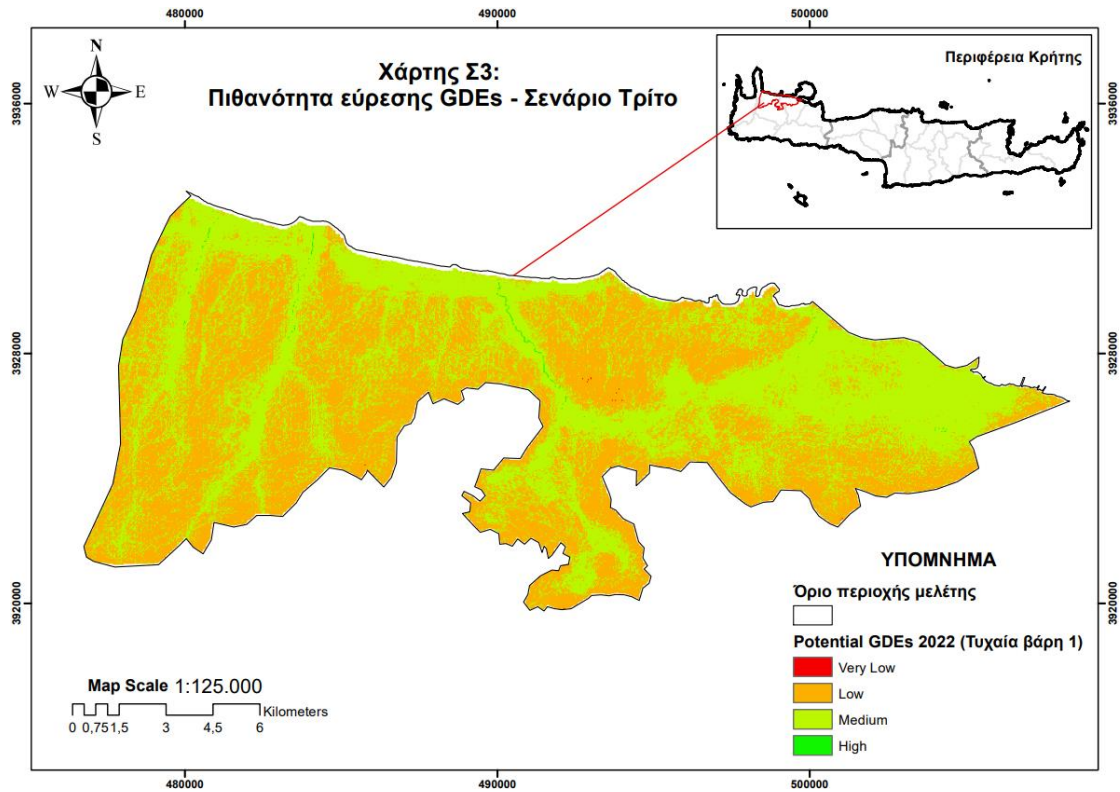 480000
490000
500000
N
W
E
S
Χάρτης Σ3:
Πιθανότητα εύρεσης GDEs - Σενάριο Τρίτο
Περιφέρεια Κρήτης
3936000
3936000
3928000
3928000
3920000
3920000
ΥΠΟΜΝΗΜΑ
Όριο περιοχής μελέτης
Potential GDEs 2022 (Τυχαία βάρη 1)
Very Low
Low
Medium
High
Map Scale 1:125.000
Kilometers
0 0,75 1,5 3 4,5 6
480000
490000
500000